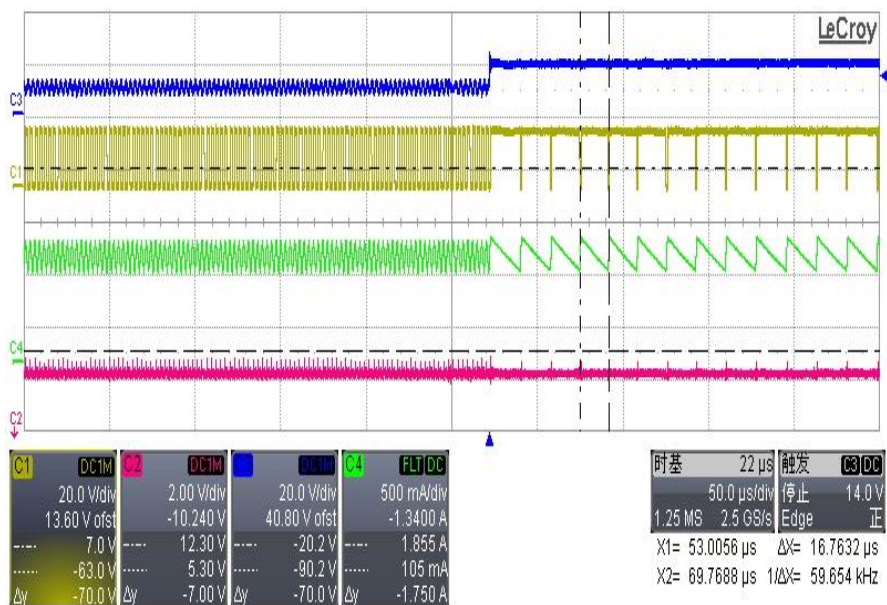 LeCroy
C3
C1
C4
C2
C1 DC1M
20.0 V/div
13.60 V ofst
7.0 V
-63.0 V
Δy -70.0 V
C2 DC1M
2.00 V/div
-10.240 V
12.30 V
5.30 V
Δy -7.00 V
C3 DC1M
20.0 V/div
40.80 V ofst
-20.2 V
-90.2 V
Δy -70.0 V
C4 FLT DC
500 mA/div
-1.3400 A
1.855 A
105 mA
Δy -1.750 A
时基 22 µs
50.0 µs/div
1.25 MS 2.5 GS/s
触发 C3 DC
停止 14.0 V
Edge 正
X1= 53.0056 µs ΔX= 16.7632 µs
X2= 69.7688 µs 1/ΔX= 59.654 kHz